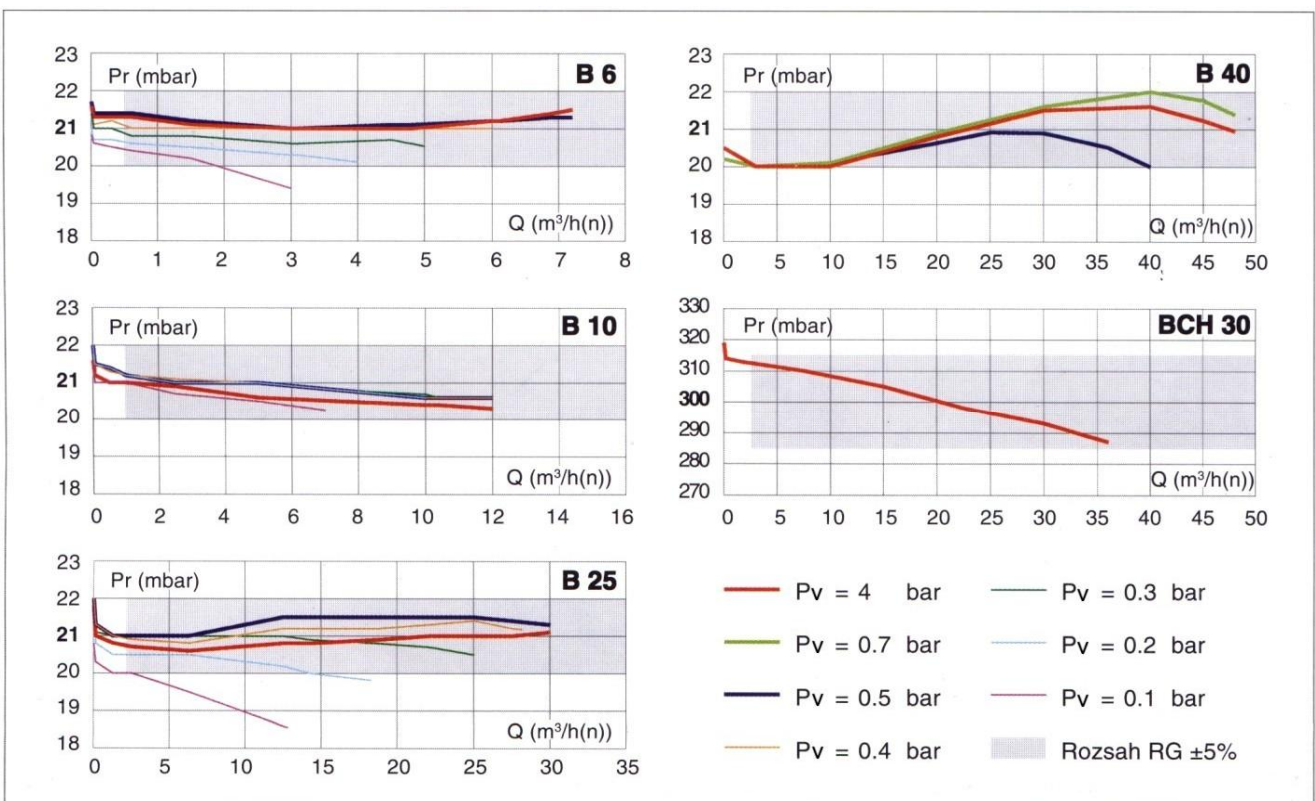 B 6
Pr (mbar)
23
22
21
20
19
18
Q (m³/h(n))
0 1 2 3 4 5 6 7 8
B 40
Pr (mbar)
23
22
21
20
19
18
Q (m³/h(n))
0 5 10 15 20 25 30 35 40 45 50
B 10
Pr (mbar)
23
22
21
20
19
18
Q (m³/h(n))
0 2 4 6 8 10 12 14 16
BCH 30
Pr (mbar)
330
320
310
300
290
280
270
Q (m³/h(n))
0 5 10 15 20 25 30 35 40 45 50
B 25
Pr (mbar)
23
22
21
20
19
18
Q (m³/h(n))
0 5 10 15 20 25 30 35
Pv = 4 bar
Pv = 0.7 bar
Pv = 0.5 bar
Pv = 0.4 bar
Pv = 0.3 bar
Pv = 0.2 bar
Pv = 0.1 bar
Rozsah RG ±5%